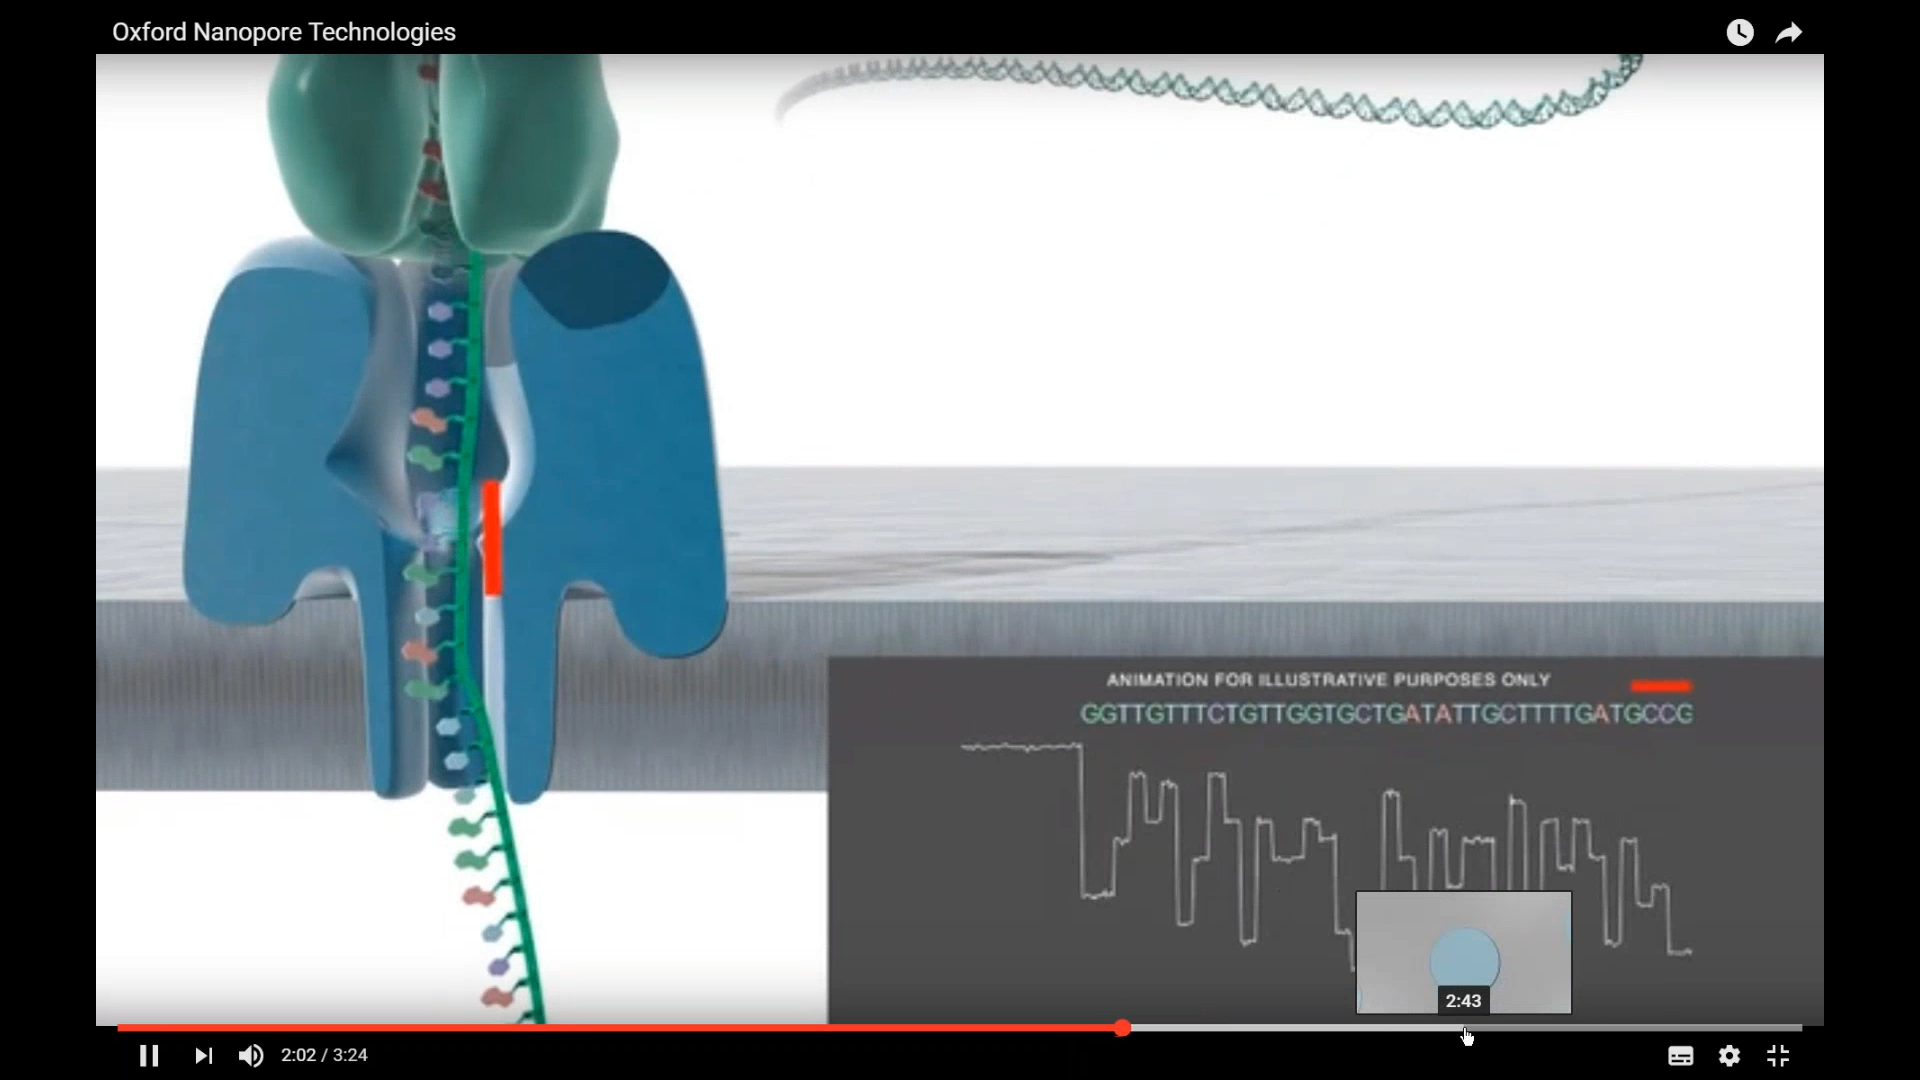 Oxford Nanopore Technologies
ANIMATION FOR ILLUSTRATIVE PURPOSES ONLY
GGTTGTTTCTGTTGGTGCTGATATTGCTTTTGATGCCG
2:43
2:02 / 3:24